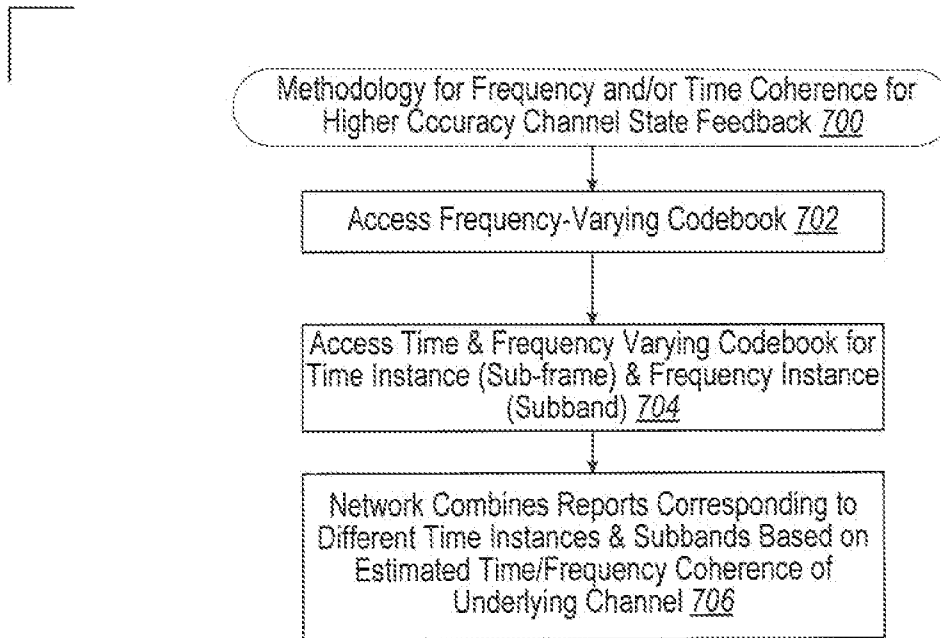 Methodology for Frequency and/or Time Coherence for
Higher Cccuracy Channel State Feedback 700
Access Frequency-Varying Codebook 702
Access Time & Frequency Varying Codebook for
Time Instance (Sub-frame) & Frequency Instance
(Subband) 704
Network Combines Reports Corresponding to
Different Time Instances & Subbands Based on
Estimated Time/Frequency Coherence of
Underlying Channel 706